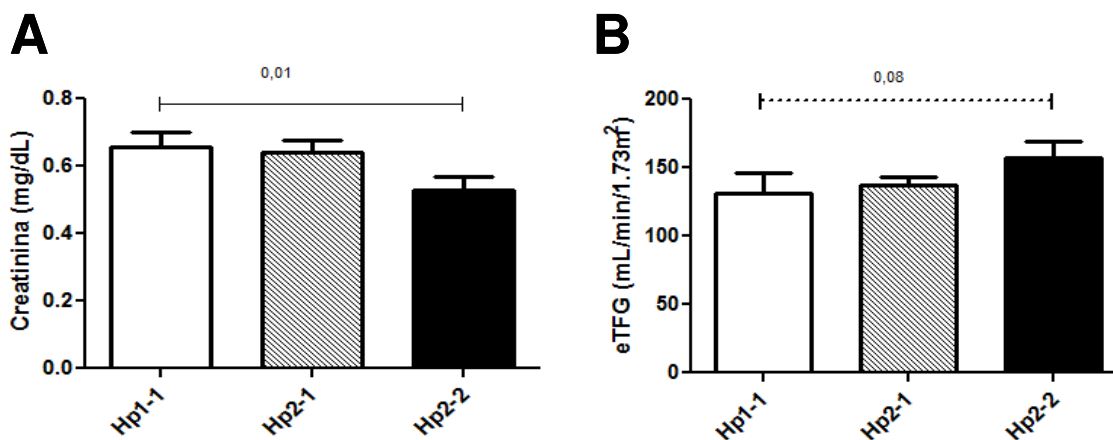 A
0,01
Creatinina (mg/dL)
0.8
0.6
0.4
0.2
0.0
Hp1-1
Hp2-1
Hp2-2
B
0,08
eTFG (mL/min/1.73m²)
200
150
100
50
0
Hp1-1
Hp2-1
Hp2-2